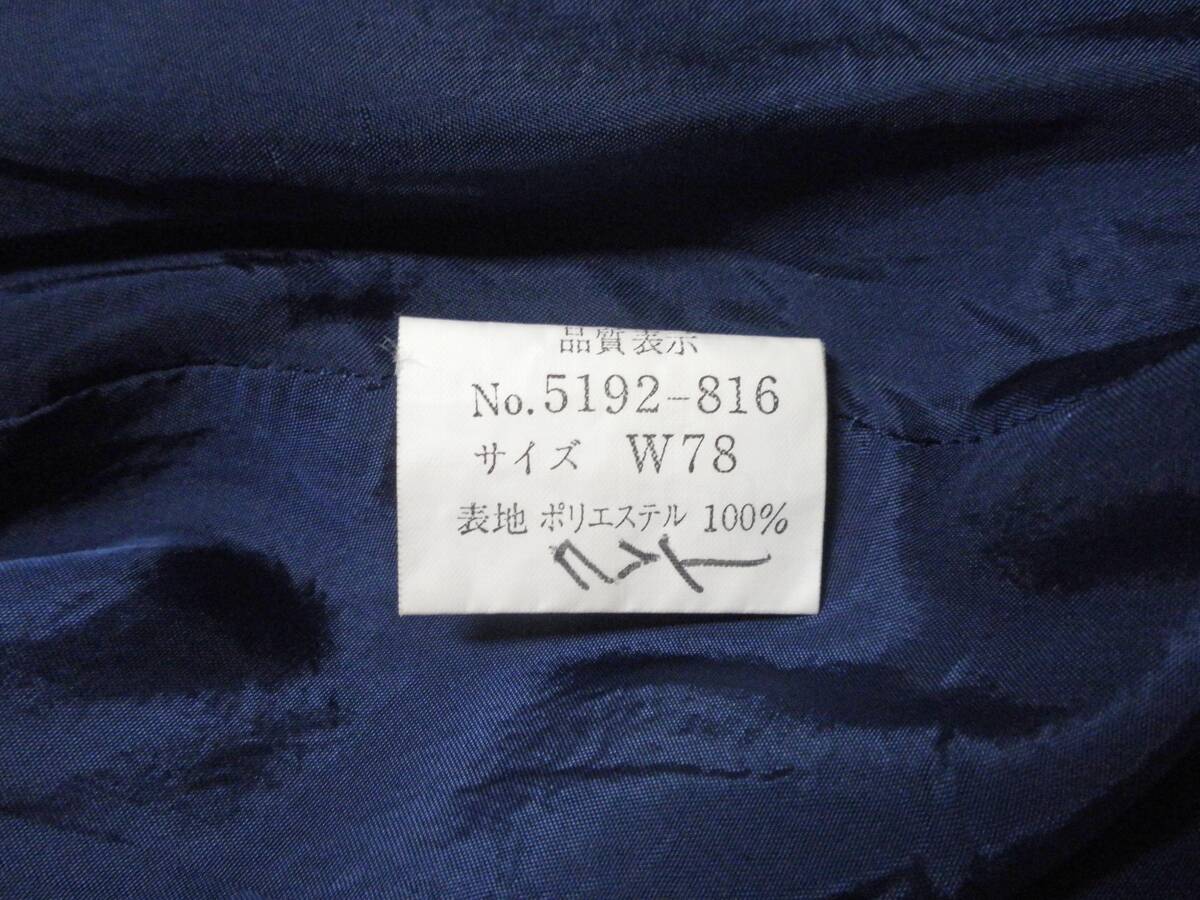 品質表示
No.5192-816
サイズ W78
表地 ポリエステル 100%